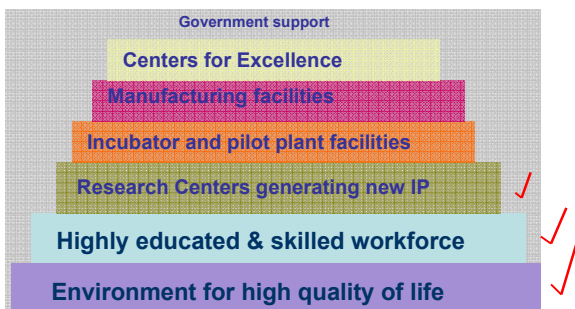 Government support
Centers for Excellence
Manufacturing facilities
Incubator and pilot plant facilities
Research Centers generating new IP
Highly educated & skilled workforce
Environment for high quality of life